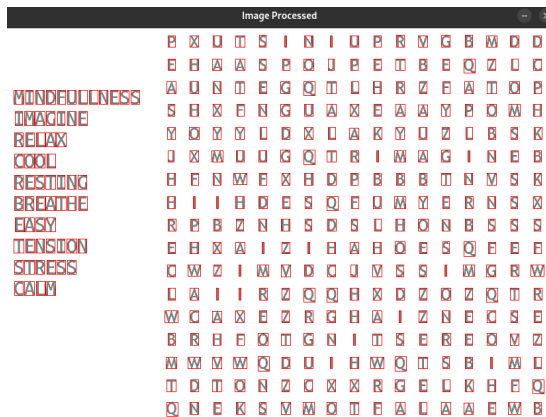 Image Processed
MINDFULLNESS
IMAGINE
RELAX
COOL
RESTING
BREATHE
EASY
TENSION
STRESS
CALM
P X U T S I N I U P R V G B M D D
E H A A S P O J P E T B E Q Z L C
A U N T E G Q T L H R Z F A T O P
S H X F N G U A X E A A Y P O M H
Y O Y Y L D X L A K Y U Z L B S K
J X M U U G Q T R I M A G I N E B
H F N W F X H D P B B B T N V S K
H I I H D E S Q F U M Y E R N S X
R P B Z N H S D S L H O N B S S S
E H X A I Z I H A H O E S Q F E F
C W Z I M V D C J V S S I M G R W
L A I I R Z Q Q H X D Z O Z Q T R
W C A X E Z R G H A I Z N E C S E
B R H F O T G N I T S E R E O V Z
M W V W Q D U I H W Q T S B I M L
T D T O N Z C X X R G E L K H F Q
Q N E K S V M O T F A L A A E W R